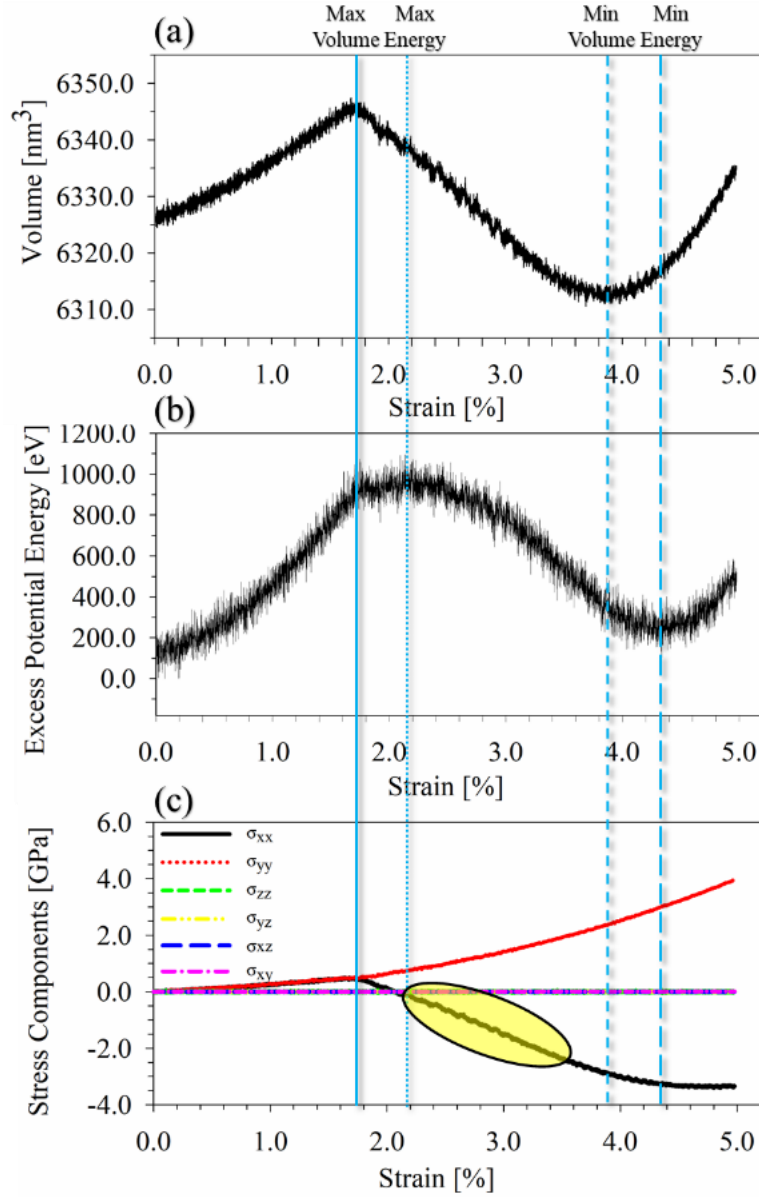 Max Volume
Max Energy
Min Volume
Min Energy
(a)
Volume [nm³]
6350.0
6340.0
6330.0
6320.0
6310.0
0.0 1.0 2.0 3.0 4.0 5.0
Strain [%]
(b)
Excess Potential Energy [eV]
1200.0
1000.0
800.0
600.0
400.0
200.0
0.0
0.0 1.0 2.0 3.0 4.0 5.0
Strain [%]
(c)
Stress Components [GPa]
6.0
4.0
2.0
0.0
-2.0
-4.0
σxx
σyy
σzz
σyz
σxz
σxy
0.0 1.0 2.0 3.0 4.0 5.0
Strain [%]